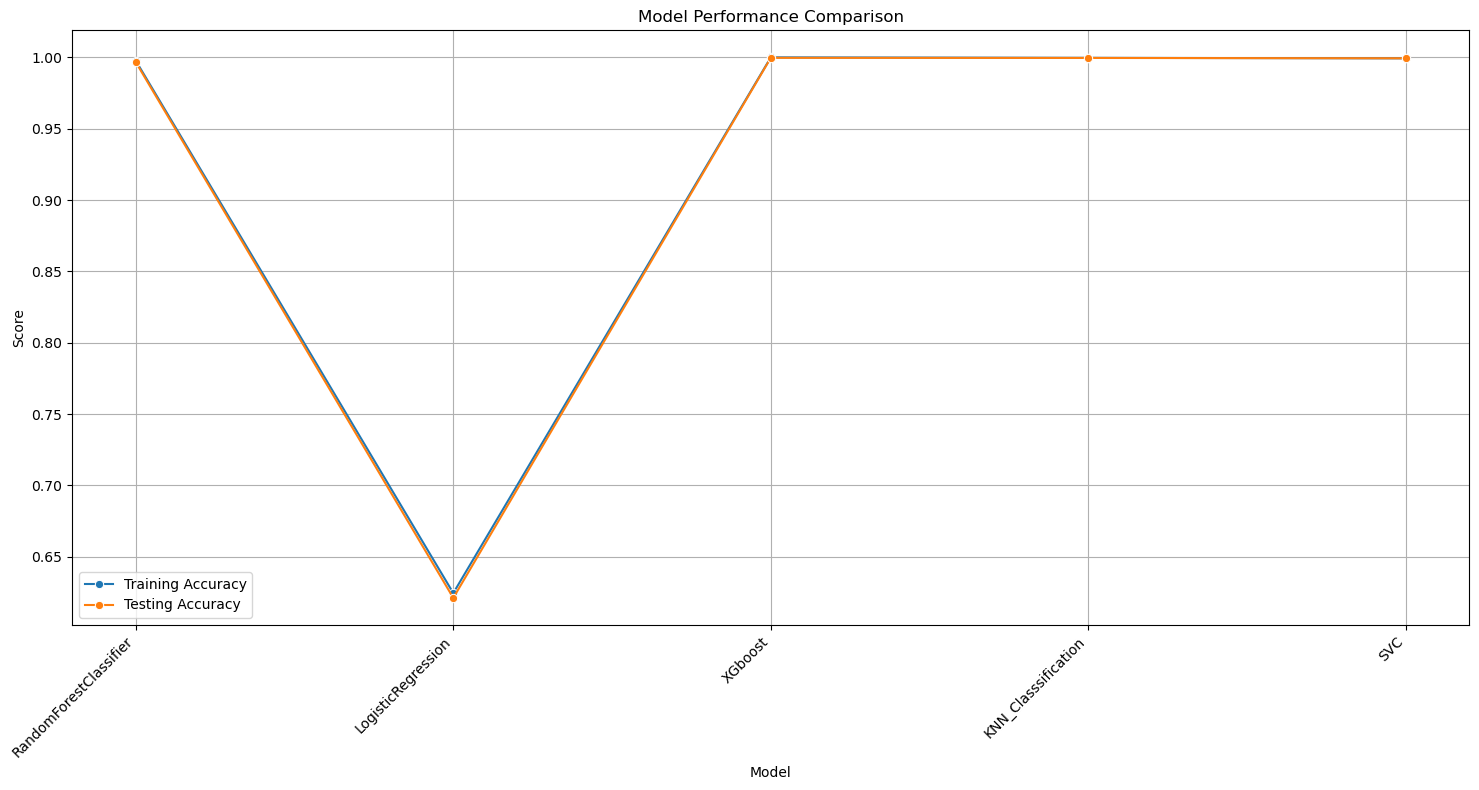 Model Performance Comparison
Score
1.00
0.95
0.90
0.85
0.80
0.75
0.70
0.65
Training Accuracy
Testing Accuracy
RandomForestClassifier
LogisticRegression
XGboost
KNN_Classsification
SVC
Model